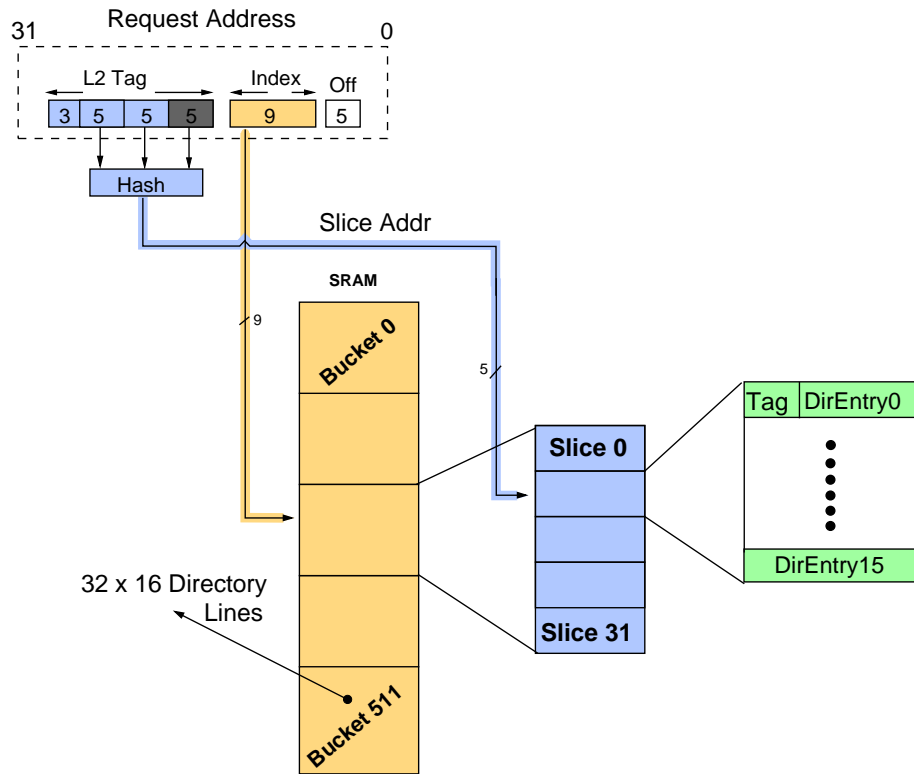 Request Address
31
0
L2 Tag
Index
Off
3 5 5 5 9 5
Hash
Slice Addr
SRAM
9
Bucket 0
5
Tag DirEntry0
Slice 0
DirEntry15
32 x 16 Directory
Lines
Slice 31
Bucket 511